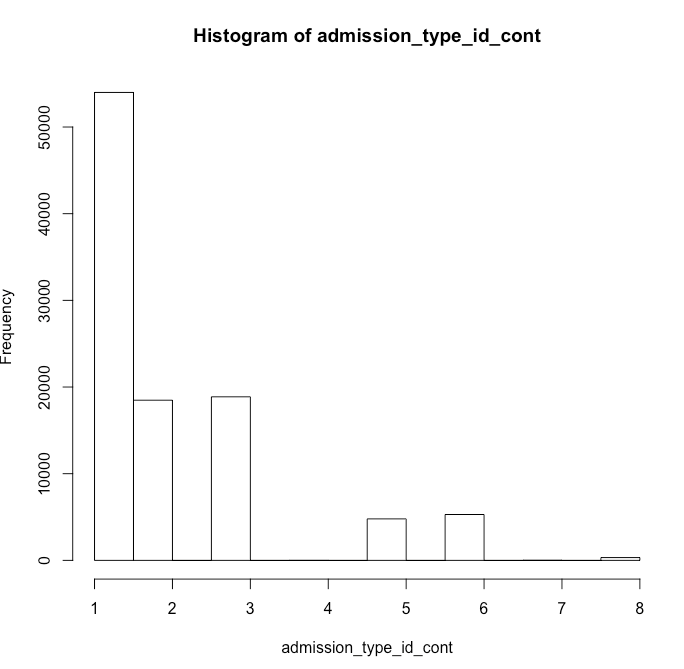 Histogram of admission_type_id_cont
Frequency
50000
40000
30000
20000
10000
0
1 2 3 4 5 6 7 8
admission_type_id_cont